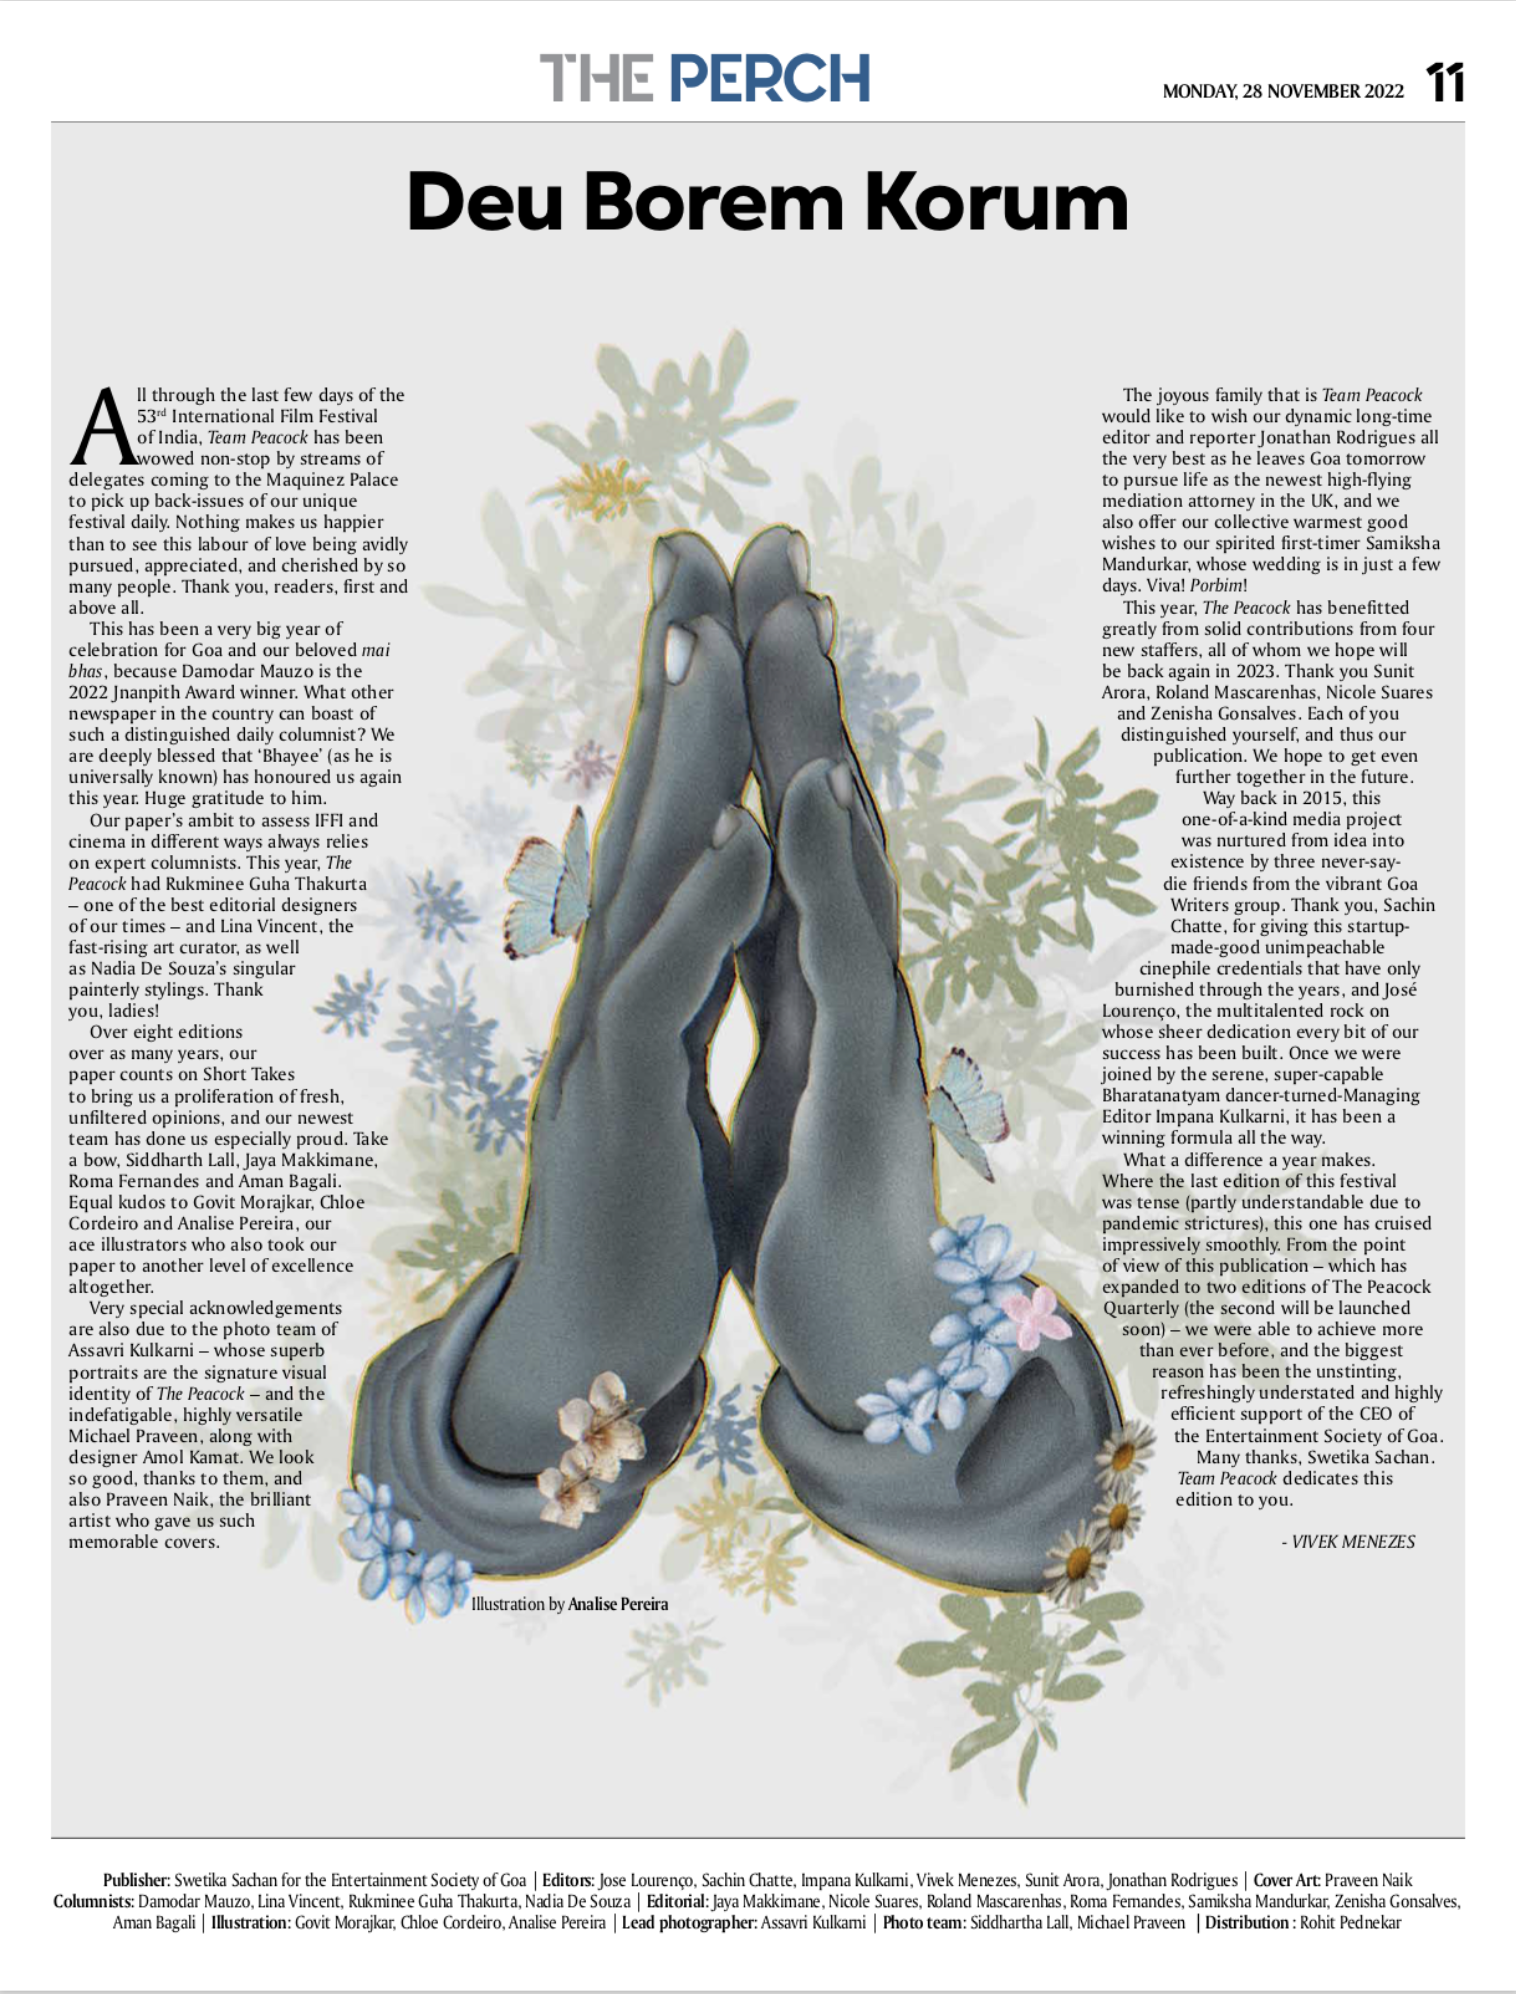 THE PERCH
MONDAY, 28 NOVEMBER 2022 11
Deu Borem Korum
All through the last few days of the
53rd International Film Festival
of India, Team Peacock has been
wowed non-stop by streams of
delegates coming to the Maquinez Palace
to pick up back-issues of our unique
festival daily. Nothing makes us happier
than to see this labour of love being avidly
pursued, appreciated, and cherished by so
many people. Thank you, readers, first and
above all.
This has been a very big year of
celebration for Goa and our beloved mai
bhas, because Damodar Mauzo is the
2022 Jnanpith Award winner. What other
newspaper in the country can boast of
such a distinguished daily columnist? We
are deeply blessed that ‘Bhayee’ (as he is
universally known) has honoured us again
this year. Huge gratitude to him.
Our paper’s ambit to assess IFFI and
cinema in different ways always relies
on expert columnists. This year, The
Peacock had Rukminee Guha Thakurta
– one of the best editorial designers
of our times – and Lina Vincent, the
fast-rising art curator, as well
as Nadia De Souza’s singular
painterly stylings. Thank
you, ladies!
Over eight editions
over as many years, our
paper counts on Short Takes
to bring us a proliferation of fresh,
unfiltered opinions, and our newest
team has done us especially proud. Take
a bow, Siddharth Lall, Jaya Makkimane,
Roma Fernandes and Aman Bagali.
Equal kudos to Govit Morajkar, Chloe
Cordeiro and Analise Pereira, our
ace illustrators who also took our
paper to another level of excellence
altogether.
Very special acknowledgements
are also due to the photo team of
Assavri Kulkarni – whose superb
portraits are the signature visual
identity of The Peacock – and the
indefatigable, highly versatile
Michael Praveen, along with
designer Amol Kamat. We look
so good, thanks to them, and
also Praveen Naik, the brilliant
artist who gave us such
memorable covers.
Illustration by Analise Pereira
The joyous family that is Team Peacock
would like to wish our dynamic long-time
editor and reporter Jonathan Rodrigues all
the very best as he leaves Goa tomorrow
to pursue life as the newest high-flying
mediation attorney in the UK, and we
also offer our collective warmest good
wishes to our spirited first-timer Samiksha
Mandurkar, whose wedding is in just a few
days. Viva! Porbim!
This year, The Peacock has benefitted
greatly from solid contributions from four
new staffers, all of whom we hope will
be back again in 2023. Thank you Sunit
Arora, Roland Mascarenhas, Nicole Suares
and Zenisha Gonsalves. Each of you
distinguished yourself, and thus our
publication. We hope to get even
further together in the future.
Way back in 2015, this
one-of-a-kind media project
was nurtured from idea into
existence by three never-say-
die friends from the vibrant Goa
Writers group. Thank you, Sachin
Chatte, for giving this startup-
made-good unimpeachable
cinephile credentials that have only
burnished through the years, and José
Lourenço, the multitalented rock on
whose sheer dedication every bit of our
success has been built. Once we were
joined by the serene, super-capable
Bharatanatyam dancer-turned-Managing
Editor Impana Kulkarni, it has been a
winning formula all the way.
What a difference a year makes.
Where the last edition of this festival
was tense (partly understandable due to
pandemic strictures), this one has cruised
impressively smoothly. From the point
of view of this publication – which has
expanded to two editions of The Peacock
Quarterly (the second will be launched
soon) – we were able to achieve more
than ever before, and the biggest
reason has been the unstinting,
refreshingly understated and highly
efficient support of the CEO of
the Entertainment Society of Goa.
Many thanks, Swetika Sachan.
Team Peacock dedicates this
edition to you.
- VIVEK MENEZES
Publisher: Swetika Sachan for the Entertainment Society of Goa | Editors: Jose Lourenço, Sachin Chatte, Impana Kulkarni, Vivek Menezes, Sunit Arora, Jonathan Rodrigues | Cover Art: Praveen Naik
Columnists: Damodar Mauzo, Lina Vincent, Rukminee Guha Thakurta, Nadia De Souza | Editorial: Jaya Makkimane, Nicole Suares, Roland Mascarenhas, Roma Fernandes, Samiksha Mandurkar, Zenisha Gonsalves,
Aman Bagali | Illustration: Govit Morajkar, Chloe Cordeiro, Analise Pereira | Lead photographer: Assavri Kulkarni | Photo team: Siddhartha Lall, Michael Praveen | Distribution : Rohit Pednekar